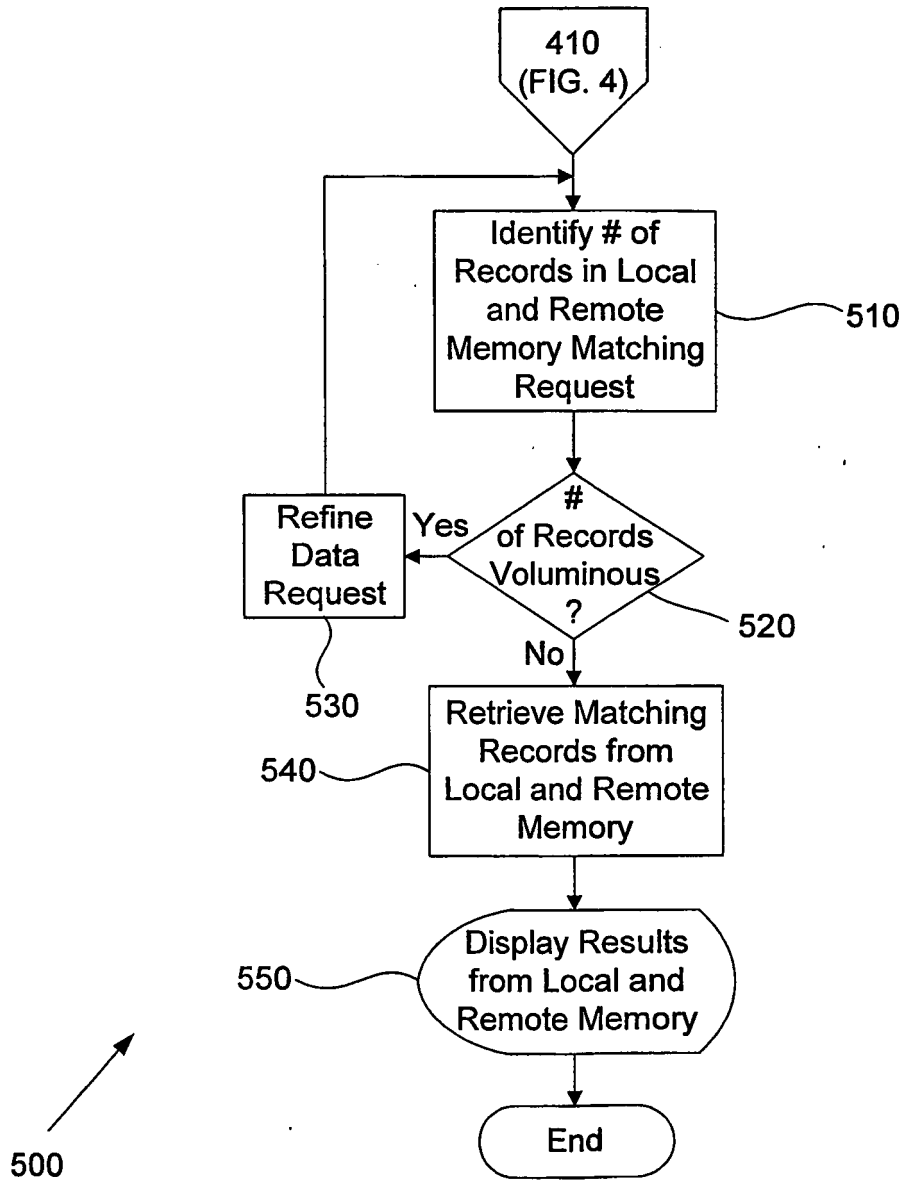 410
(FIG. 4)
Identify # of
Records in Local
and Remote
Memory Matching
Request
510
#
of Records
Voluminous
?
520
Yes
Refine
Data
Request
530
No
Retrieve Matching
Records from
Local and Remote
Memory
540
Display Results
from Local and
Remote Memory
550
End
500